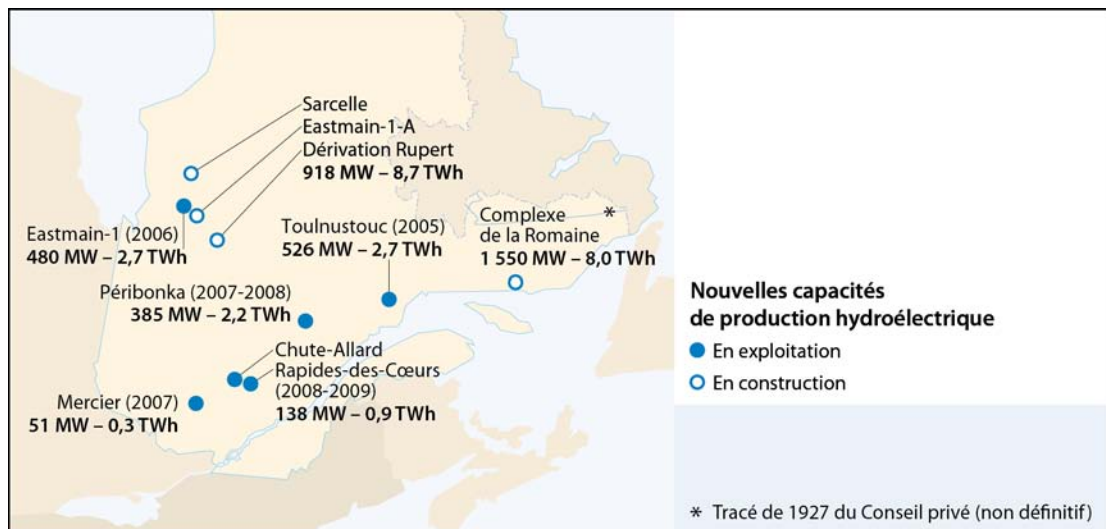 Sarcelle
Eastmain-1-A
Dérivation Rupert
918 MW – 8,7 TWh
Eastmain-1 (2006)
480 MW – 2,7 TWh
Toulnustouc (2005)
526 MW – 2,7 TWh
Complexe
de la Romaine
1 550 MW – 8,0 TWh
*
Péribonka (2007-2008)
385 MW – 2,2 TWh
Chute-Allard
Rapides-des-Cœurs
(2008-2009)
138 MW – 0,9 TWh
Mercier (2007)
51 MW – 0,3 TWh
Nouvelles capacités
de production hydroélectrique
En exploitation
En construction
* Tracé de 1927 du Conseil privé (non définitif)